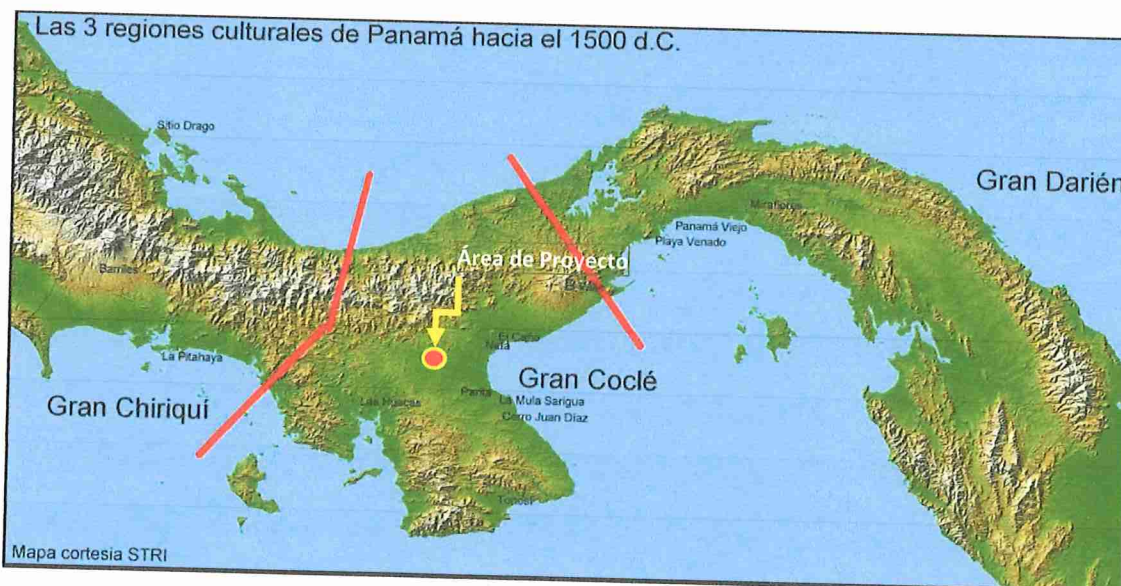 Las 3 regiones culturales de Panamá hacia el 1500 d.C.
Sitio Drago
Gran Darién
Miraflores
Panamá Viejo
Playa Venado
Área de Proyecto
Barriles
El Caño
Natá
La Pitahaya
Gran Coclé
Gran Chiriquí
Las Huacas
Parita
La Mula Sarigua
Cerro Juan Díaz
Tonosí
Mapa cortesia STRI